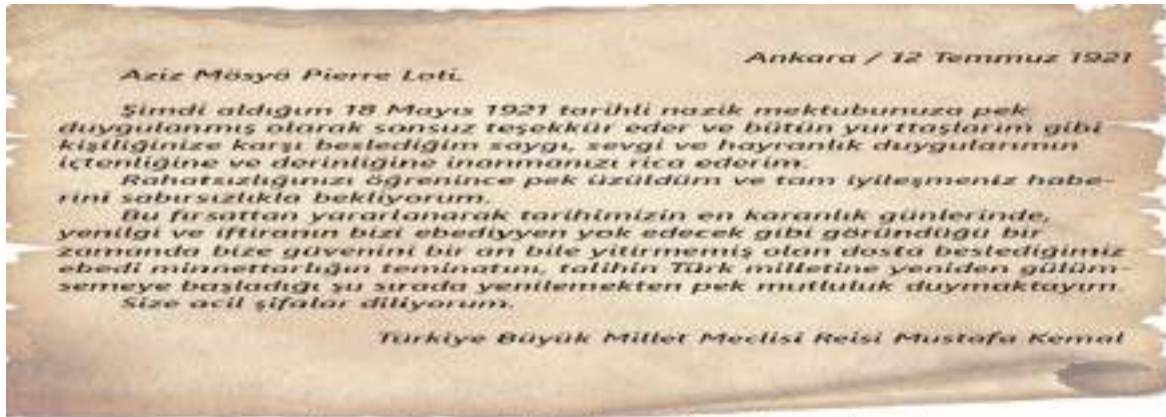 Ankara / 12 Temmuz 1921
Aziz Mösyö Pierre Loti,
Şimdi aldığım 18 Mayıs 1921 tarihli nazik mektubunuza pek
duygulanmış olarak sonsuz teşekkür eder ve bütün yurttaşlarım gibi
kişiliğinize karşı beslediğim saygı, sevgi ve hayranlık duygularımın
içtenliğine ve derinliğine inanmanızı rica ederim.
Rahatsızlığınızı öğrenince pek üzüldüm ve tam iyileşmeniz habe-
rini sabırsızlıkla bekliyorum.
Bu fırsattan yararlanarak tarihimizin en karanlık günlerinde,
yenilgi ve iftiranın bizi ebediyyen yok edecek gibi göründüğü bir
zamanda bize güvenini bir an bile yitirmemiş olan dosta beslediğimiz
ebedi minnettarlığın teminatını, talihin Türk milletine yeniden gülüm-
semeye başladığı şu sırada yenilemekten pek mutluluk duymaktayım.
Size acil şifalar diliyorum.
Türkiye Büyük Millet Meclisi Reisi Mustafa Kemal